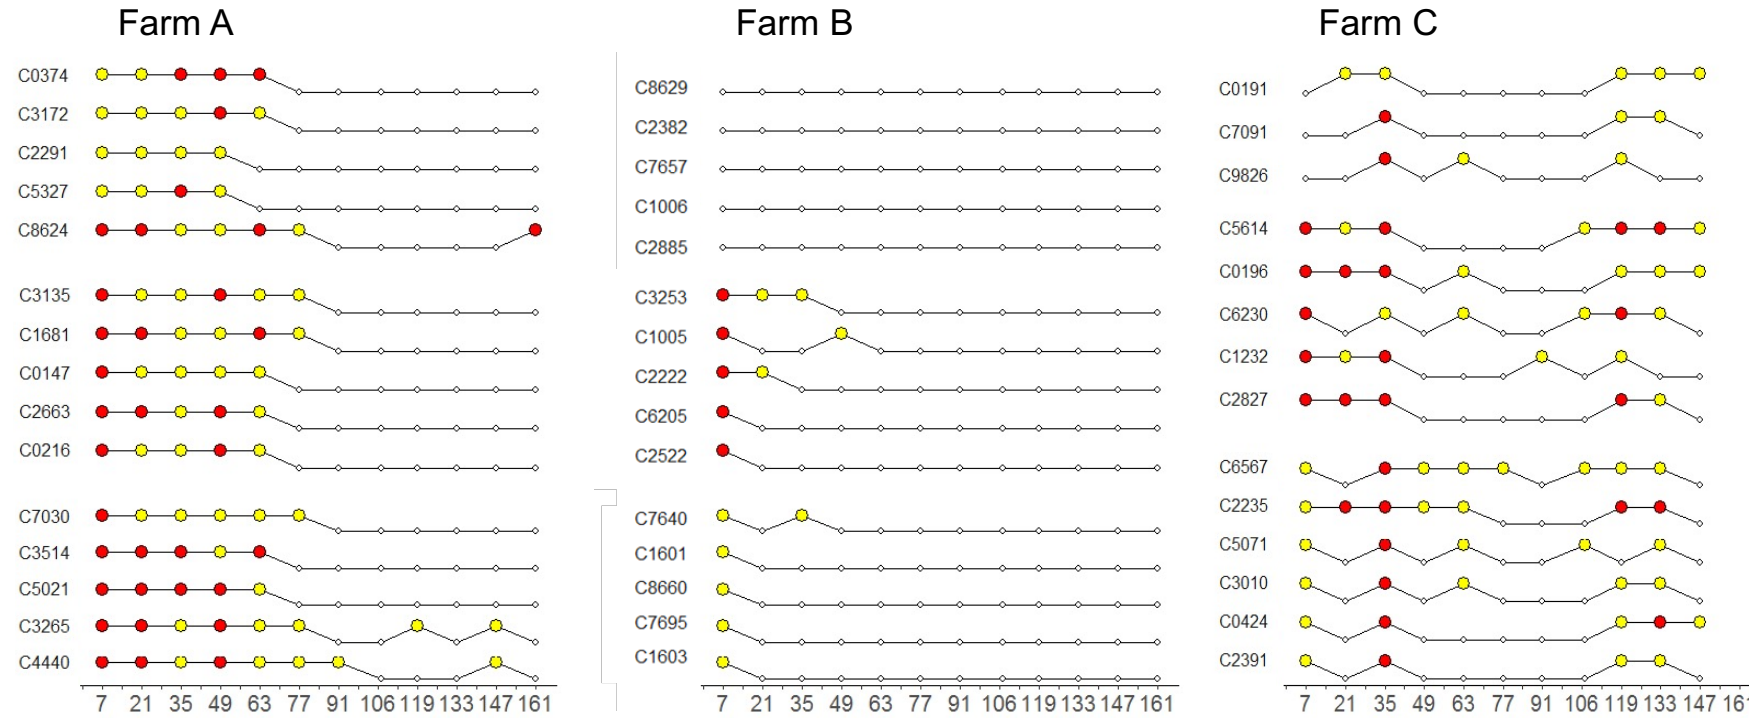 Farm A
C0374
C3172
C2291
C5327
C8624
C3135
C1681
C0147
C2663
C0216
C7030
C3514
C5021
C3265
C4440
7 21 35 49 63 77 91 106 119 133 147 161
Farm B
C8629
C2382
C7657
C1006
C2885
C3253
C1005
C2222
C6205
C2522
C7640
C1601
C8660
C7695
C1603
7 21 35 49 63 77 91 106 119 133 147 161
Farm C
C0191
C7091
C9826
C5614
C0196
C6230
C1232
C2827
C6567
C2235
C5071
C3010
C0424
C2391
7 21 35 49 63 77 91 106 119 133 147 161